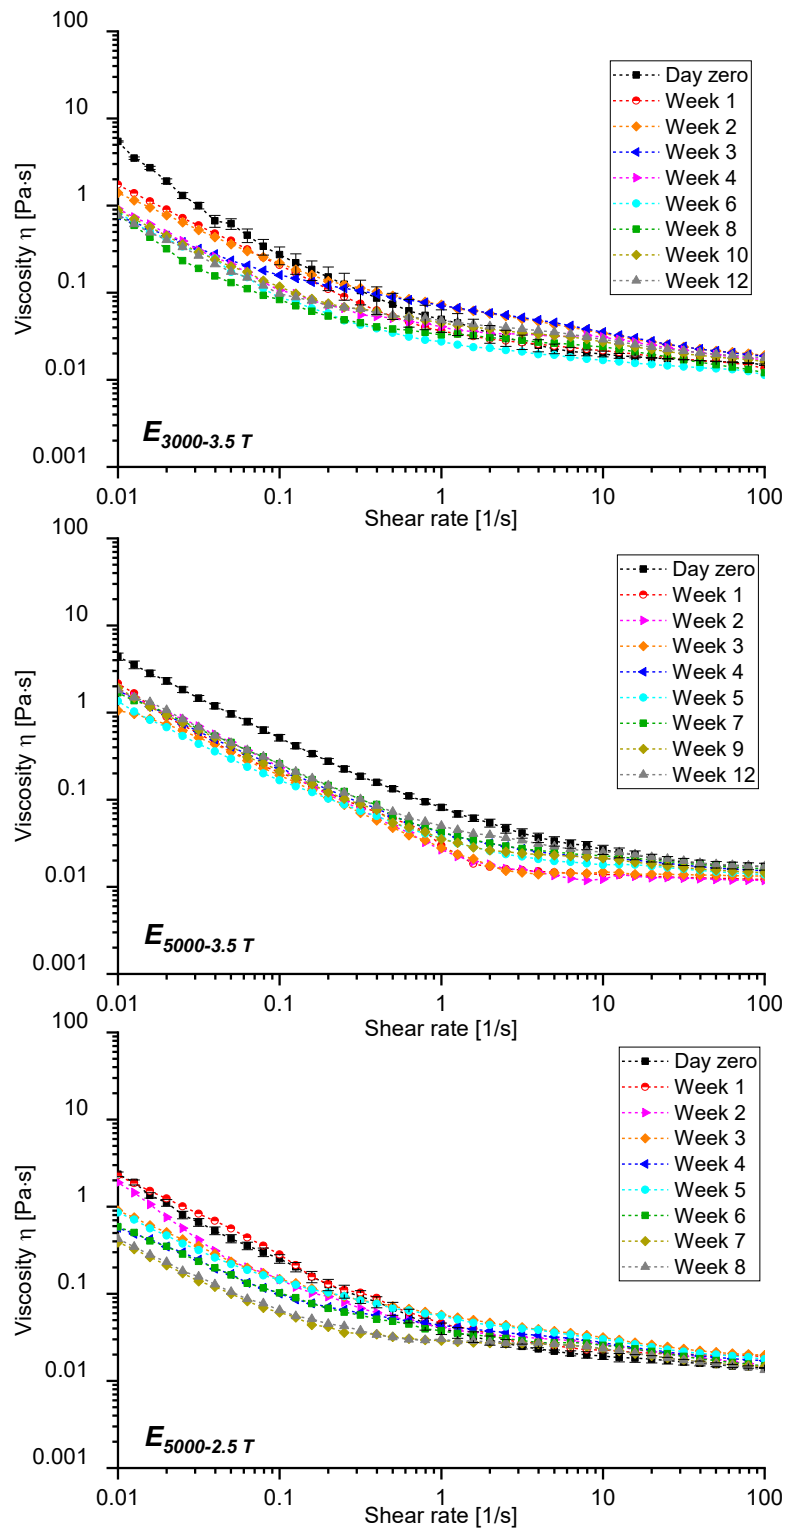 100
10
1
0.1
0.01
0.001
Viscosity η [Pa·s]
Day zero
Week 1
Week 2
Week 3
Week 4
Week 6
Week 8
Week 10
Week 12
E3000-3.5 T
0.01 0.1 1 10 100
Shear rate [1/s]
100
10
1
0.1
0.01
0.001
Viscosity η [Pa·s]
Day zero
Week 1
Week 2
Week 3
Week 4
Week 5
Week 7
Week 9
Week 12
E5000-3.5 T
0.01 0.1 1 10 100
Shear rate [1/s]
100
10
1
0.1
0.01
0.001
Viscosity η [Pa·s]
Day zero
Week 1
Week 2
Week 3
Week 4
Week 5
Week 6
Week 7
Week 8
E5000-2.5 T
0.01 0.1 1 10 100
Shear rate [1/s]